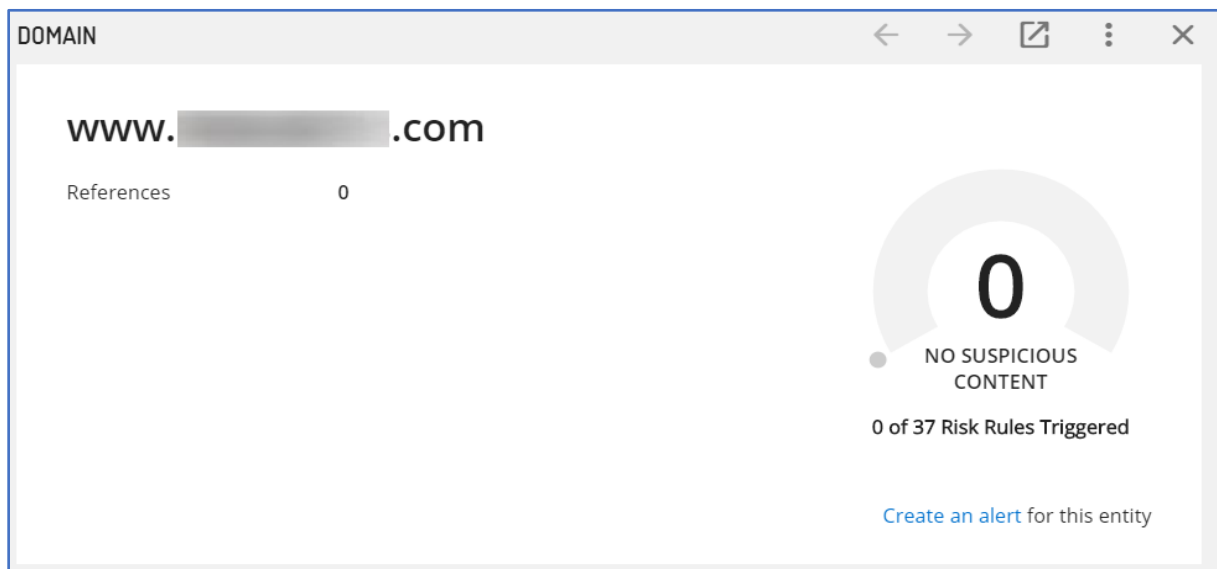 DOMAIN
www. .com
References 0
0
NO SUSPICIOUS
CONTENT
0 of 37 Risk Rules Triggered
Create an alert for this entity